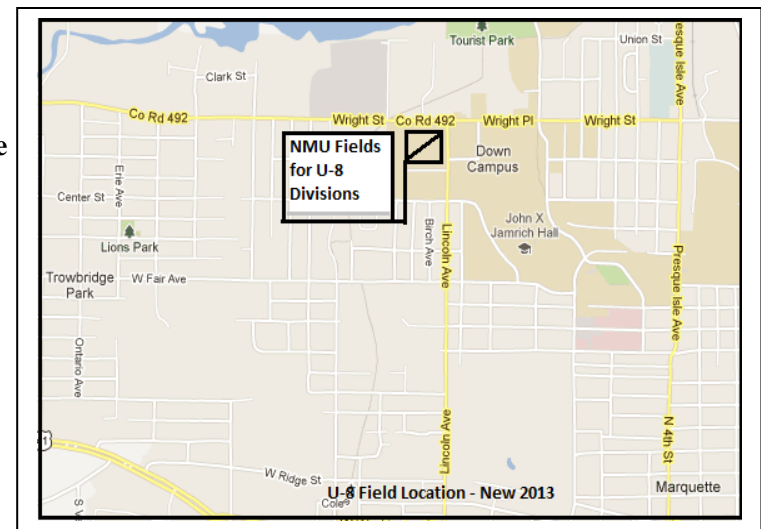 e
Tourist Park
Union St
Presque Isle Ave
Clark St
Co Rd 492
Wright St
Co Rd 492
Wright Pl
Wright St
NMU Fields
for U-8
Divisions
Down
Campus
Erie Ave
Center St
Lions Park
Birch Ave
Lincoln Ave
John X
Jamrich Hall
Presque Isle Ave
Trowbridge
Park
W Fair Ave
Ontario Ave
Lincoln Ave
N 4th St
1
W Ridge St
U-8 Field Location - New 2013
Marquette
S
Coles